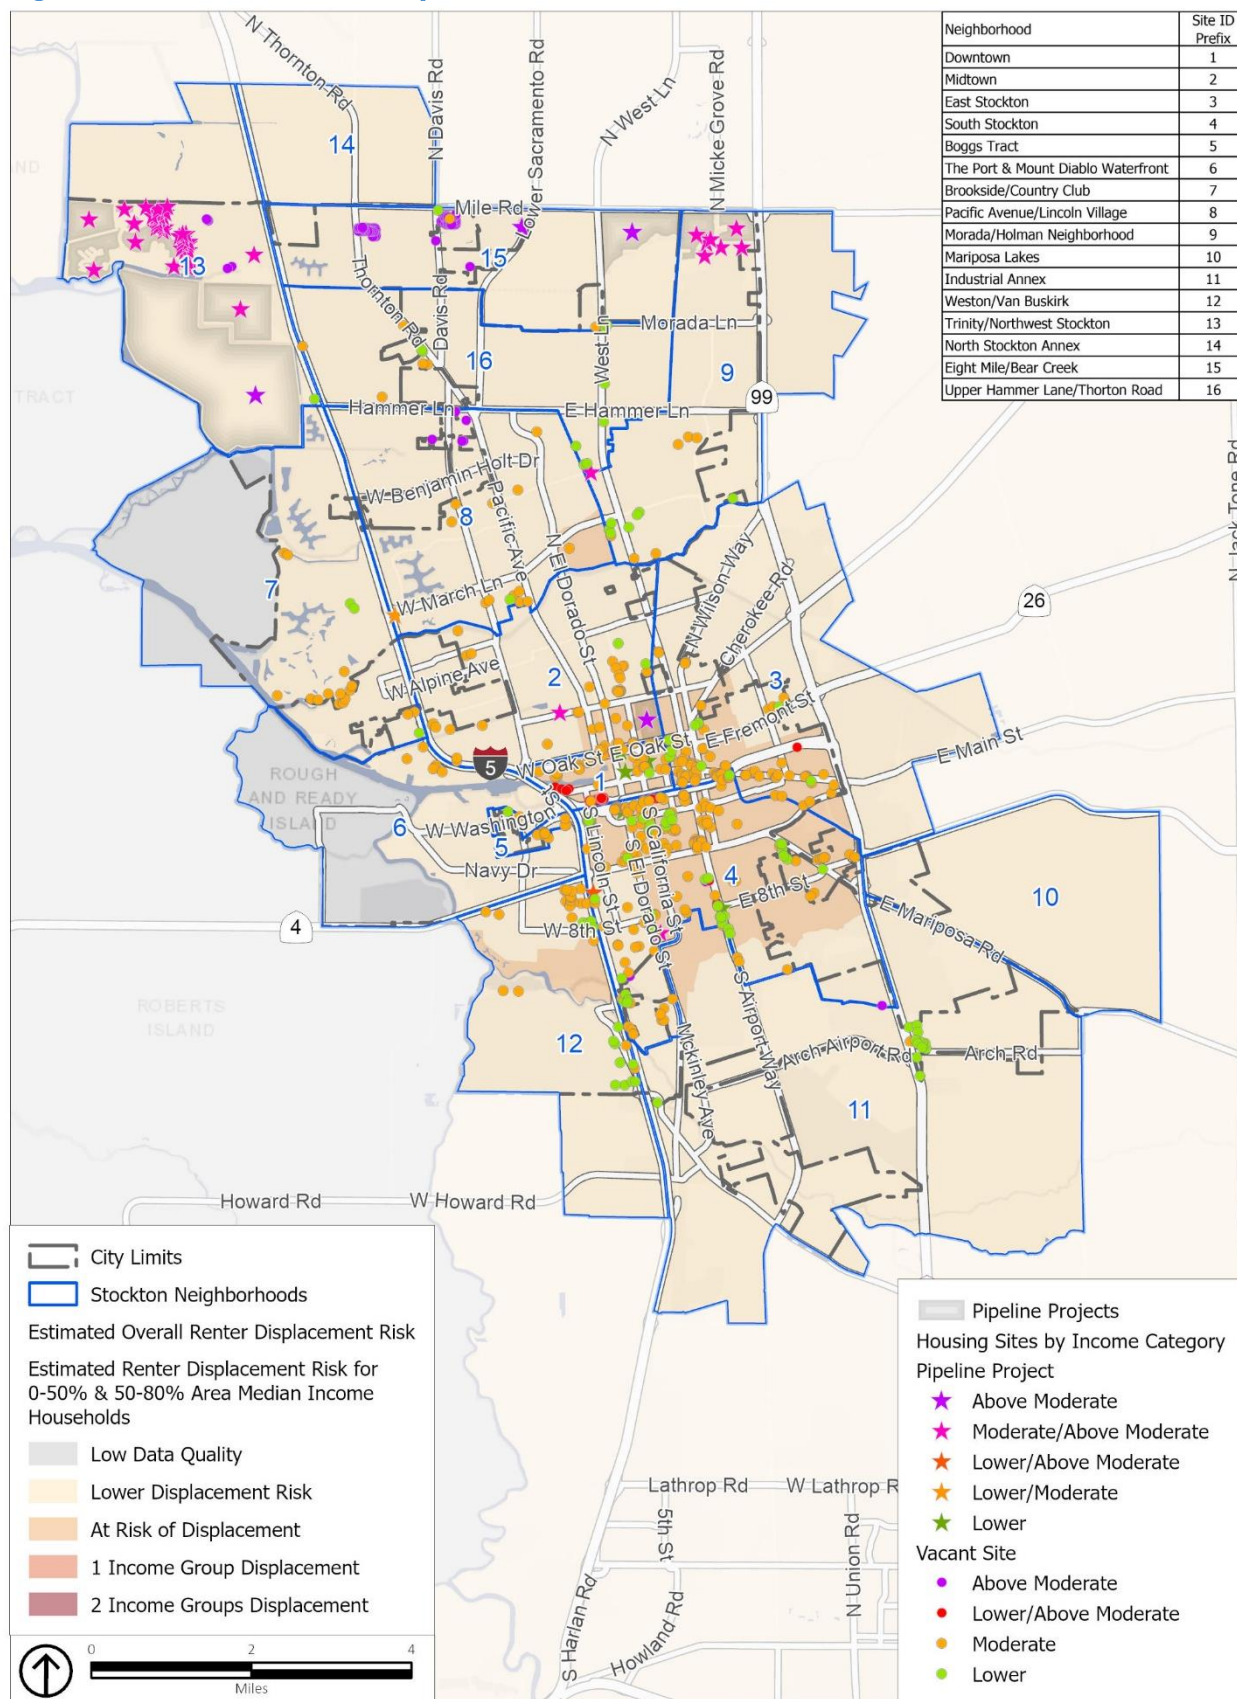 Neighborhood Site ID Prefix
Downtown 1
Midtown 2
East Stockton 3
South Stockton 4
Boggs Tract 5
The Port & Mount Diablo Waterfront 6
Brookside/Country Club 7
Pacific Avenue/Lincoln Village 8
Morada/Holman Neighborhood 9
Mariposa Lakes 10
Industrial Annex 11
Weston/Van Buskirk 12
Trinity/Northwest Stockton 13
North Stockton Annex 14
Eight Mile/Bear Creek 15
Upper Hammer Lane/Thorton Road 16
N Thornton Rd
N Davis Rd
Lower Sacramento Rd
N West Ln
N Micke Grove Rd
14
Mile Rd
13
15
Thornton Rd
Davis Rd
16
West Ln
Morada Ln
9
TRACT
Hammer Ln
E Hammer Ln
99
W Benjamin Holt Dr
8
Pacific Ave
N El Dorado St
N Wilson Way
Cherokee Rd
N Jack Tone Rd
7
W March Ln
26
2
W Alpine Ave
3
E Fremont St
E Main St
W Oak St
E Oak St
5
ROUGH
AND READY
ISLAND
1
6
W Washington St
5
Navy Dr
S Lincoln St
S El Dorado St
S California St
4
E 8th St
10
4
W 8th St
E Mariposa Rd
ROBERTS
ISLAND
12
S Airport Way
Mckinley Ave
Arch Airport Rd
Arch Rd
11
Howard Rd
W Howard Rd
City Limits
Stockton Neighborhoods
Estimated Overall Renter Displacement Risk
Estimated Renter Displacement Risk for
0-50% & 50-80% Area Median Income
Households
Low Data Quality
Lower Displacement Risk
At Risk of Displacement
1 Income Group Displacement
2 Income Groups Displacement
0 2 4
Miles
Lathrop Rd
W Lathrop R
5th St
N Union Rd
S Harlan Rd
Howland Rd
Pipeline Projects
Housing Sites by Income Category
Pipeline Project
Above Moderate
Moderate/Above Moderate
Lower/Above Moderate
Lower/Moderate
Lower
Vacant Site
Above Moderate
Lower/Above Moderate
Moderate
Lower